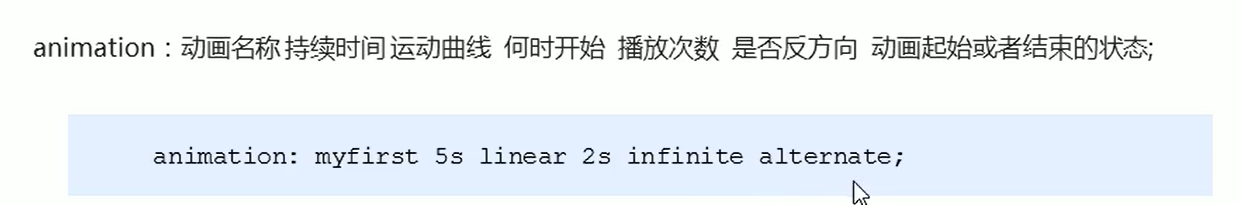 animation：动画名称 持续时间 运动曲线 何时开始 播放次数 是否反方向 动画起始或者结束的状态;
animation: myfirst 5s linear 2s infinite alternate;